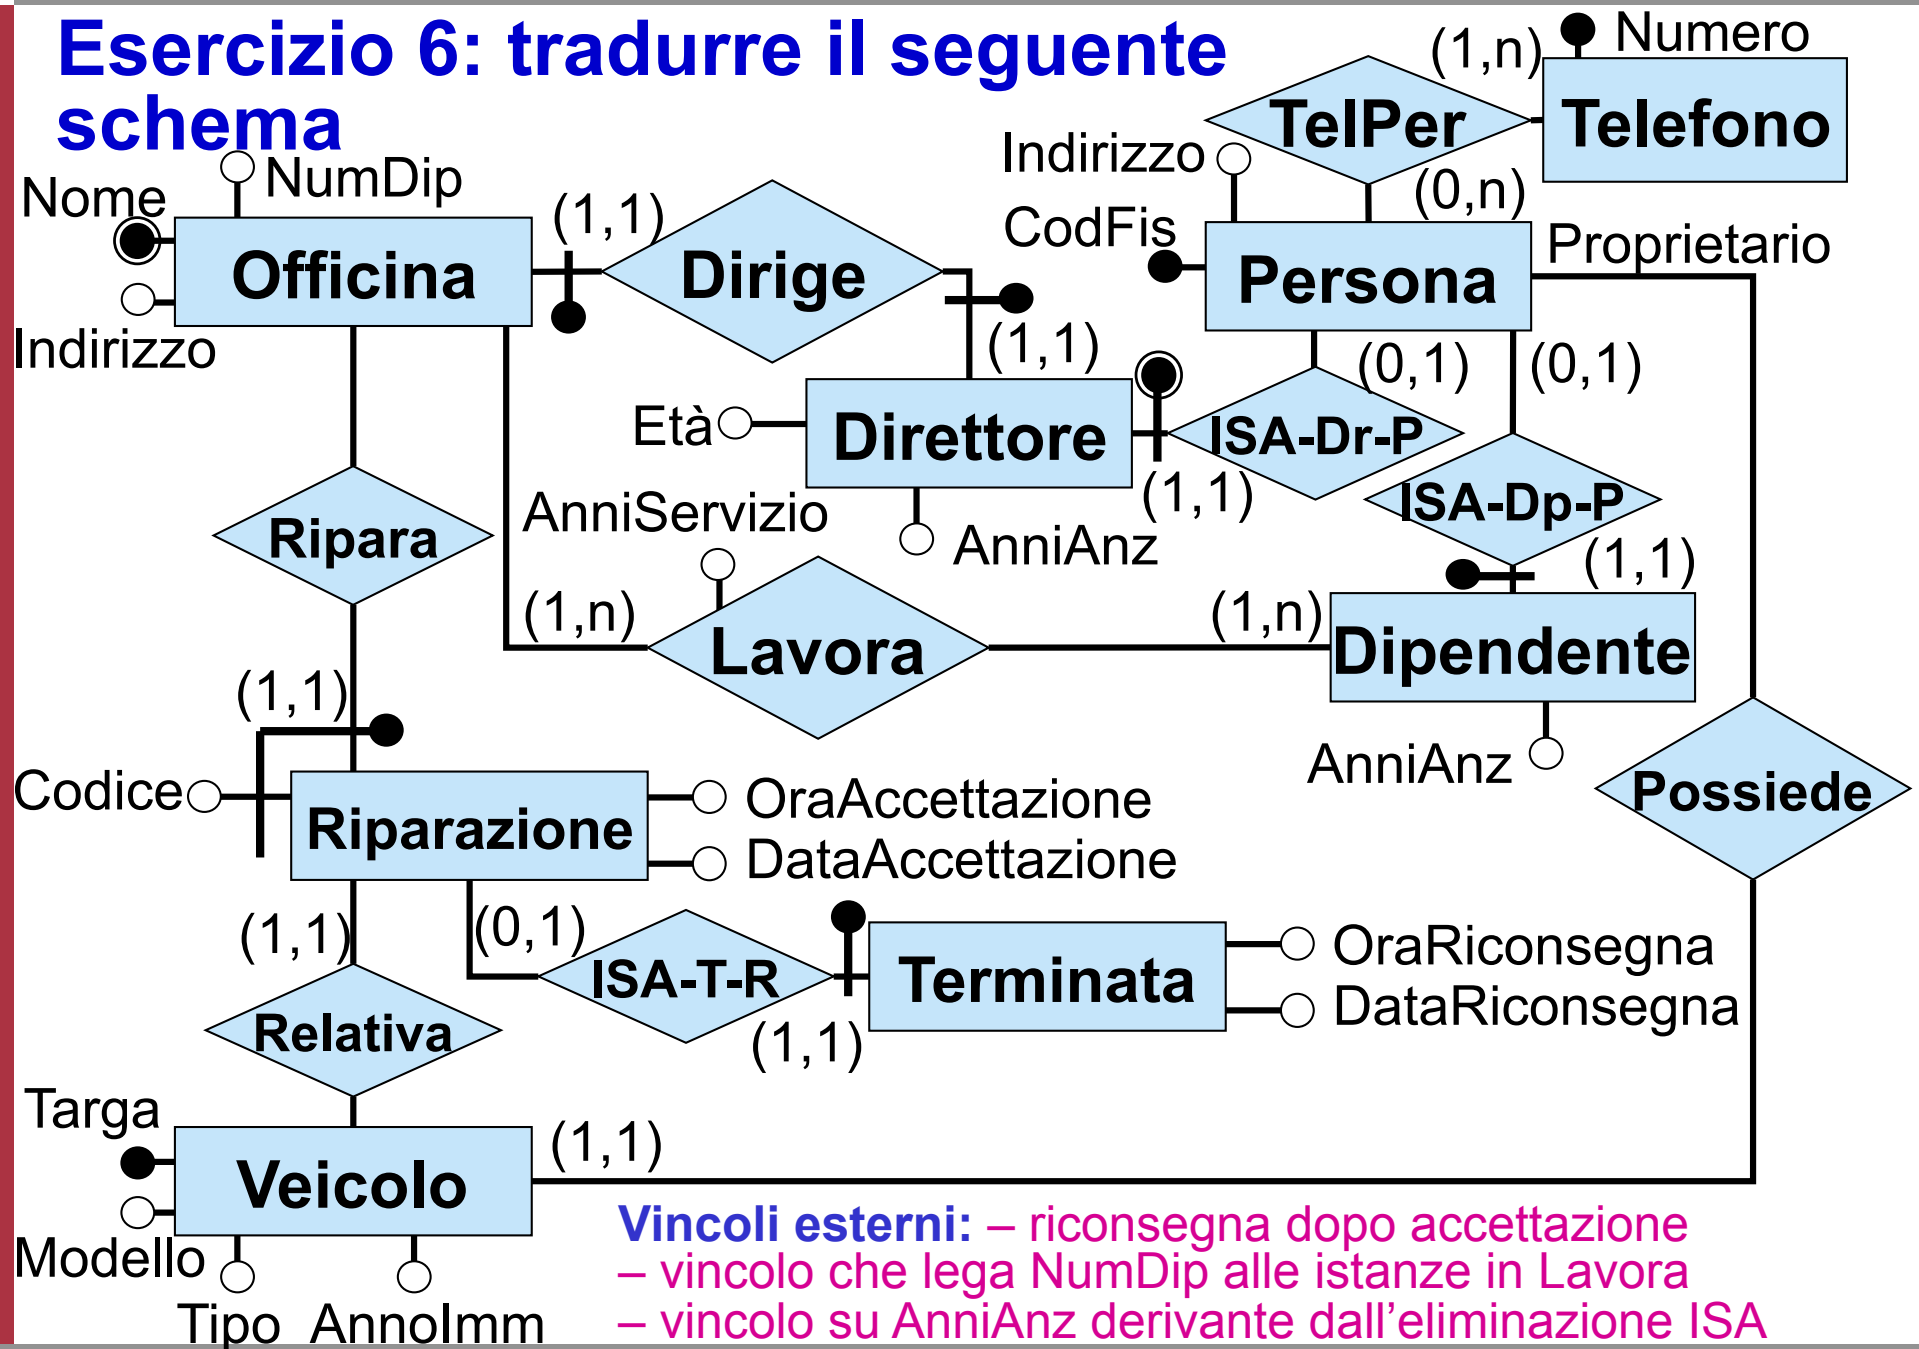 Esercizio 6: tradurre il seguente
schema
(1,n)
Numero
TelPer
Telefono
Indirizzo
(0,n)
NumDip
Nome
(1,1)
CodFis
Proprietario
Officina
Dirige
Persona
Indirizzo
(1,1)
(0,1)
(0,1)
Età
Direttore
ISA-Dr-P
(1,1)
AnniServizio
ISA-Dp-P
Ripara
AnniAnz
(1,1)
(1,n)
(1,n)
Lavora
Dipendente
(1,1)
AnniAnz
Codice
OraAccettazione
Possiede
Riparazione
DataAccettazione
(1,1)
(0,1)
OraRiconsegna
ISA-T-R
Terminata
DataRiconsegna
Relativa
(1,1)
Targa
(1,1)
Veicolo
Modello
Tipo AnnoImm
Vincoli esterni: – riconsegna dopo accettazione
– vincolo che lega NumDip alle istanze in Lavora
– vincolo su AnniAnz derivante dall’eliminazione ISA